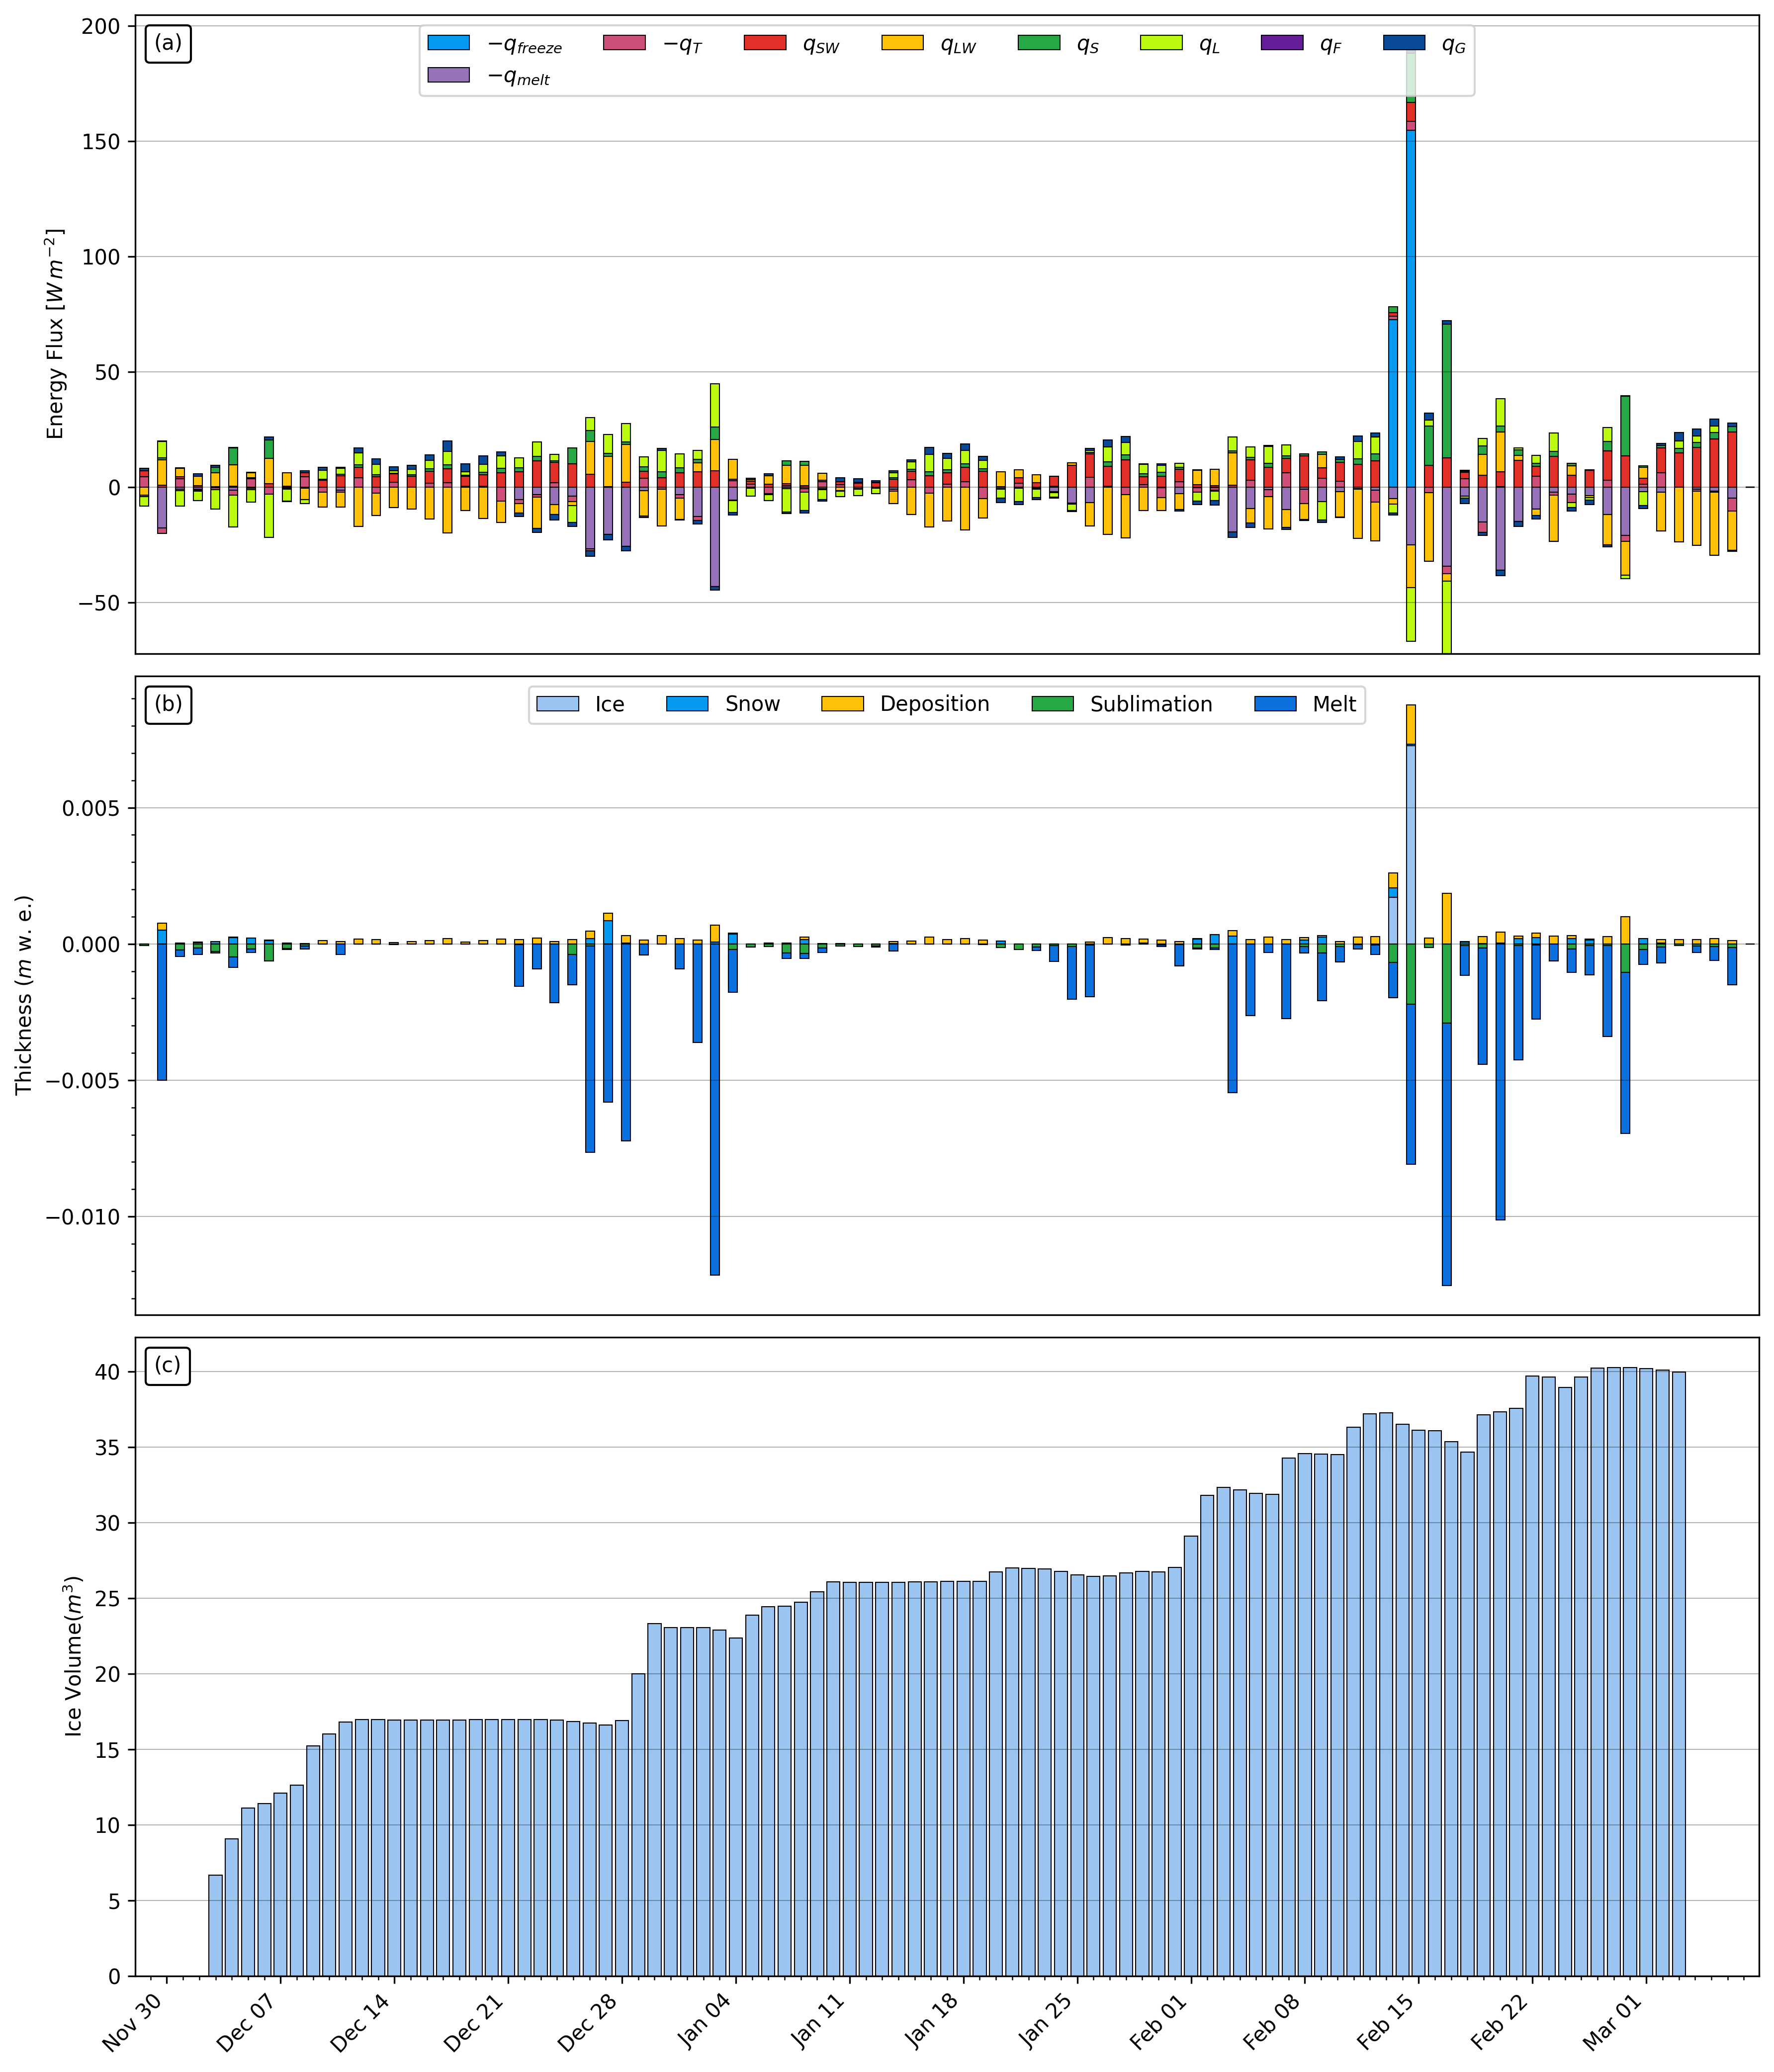 (a)
−q_freeze −q_T q_SW q_LW q_S q_L q_F q_G
−q_melt
200
150
100
50
0
−50
Energy Flux [W m⁻²]
(b)
Ice Snow Deposition Sublimation Melt
0.005
0.000
−0.005
−0.010
Thickness (m w. e.)
(c)
40
35
30
25
20
15
10
5
0
Ice Volume(m³)
Nov 30 Dec 07 Dec 14 Dec 21 Dec 28 Jan 04 Jan 11 Jan 18 Jan 25 Feb 01 Feb 08 Feb 15 Feb 22 Mar 01